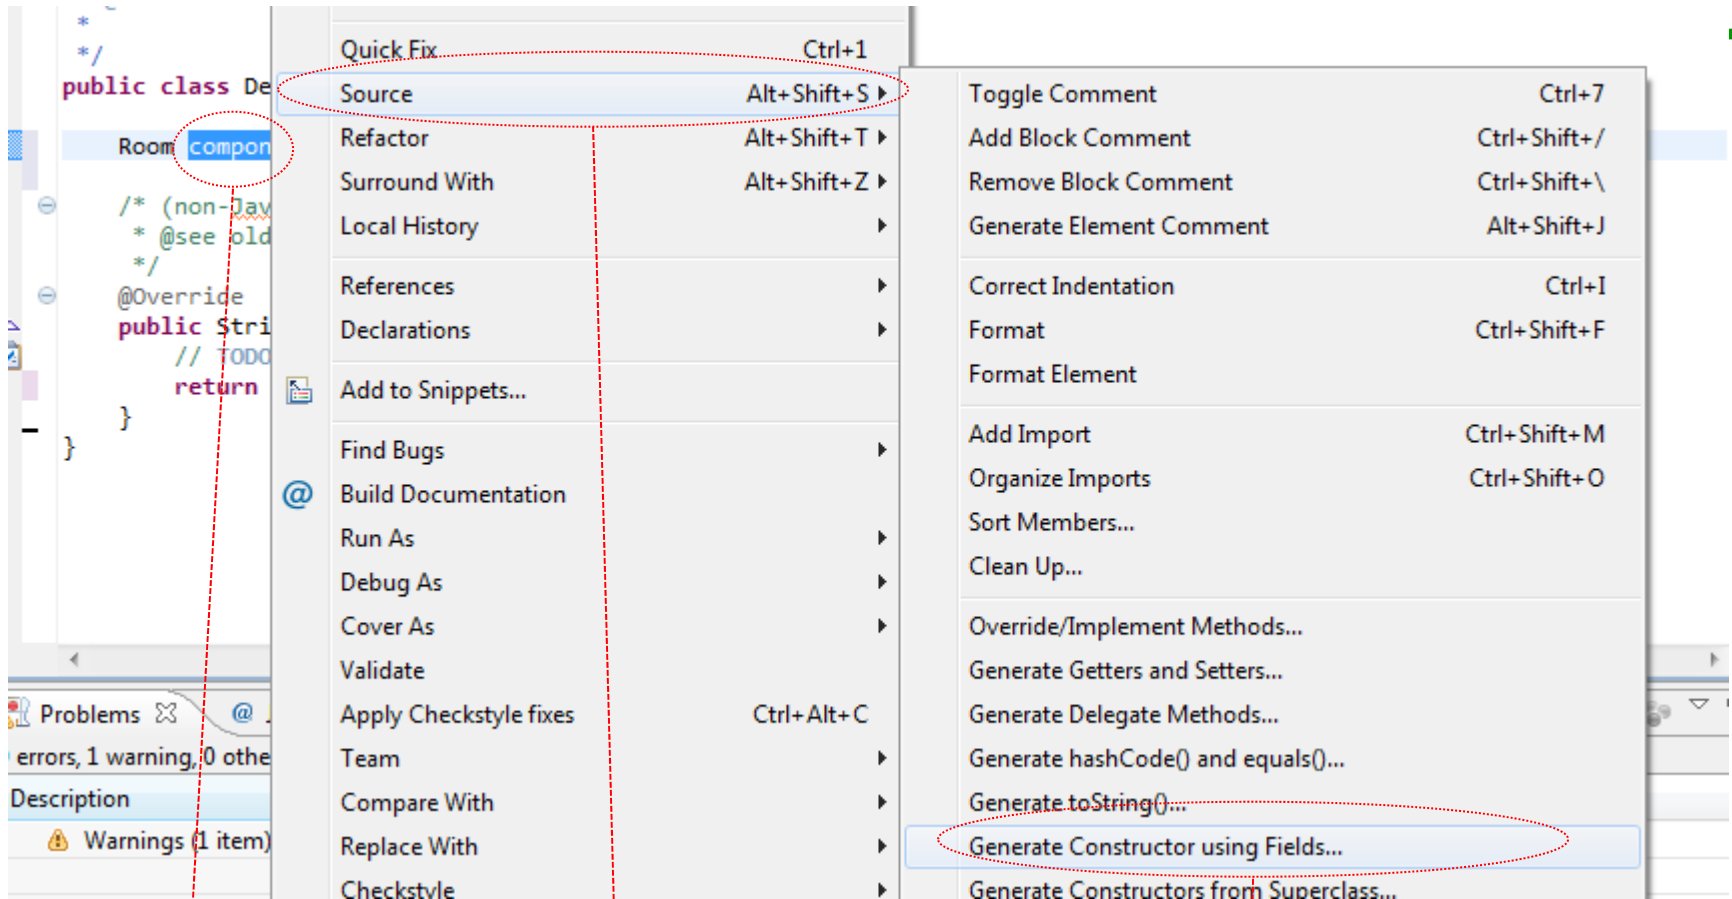 *
*/
public class De
Room compon
/* (non-Jav
* @see old
*/
@Override
public Stri
// TODO
return
}
}
Quick Fix Ctrl+1
Source Alt+Shift+S
Refactor Alt+Shift+T
Surround With Alt+Shift+Z
Local History
References
Declarations
Add to Snippets...
Find Bugs
@ Build Documentation
Run As
Debug As
Cover As
Validate
Apply Checkstyle fixes Ctrl+Alt+C
Team
Compare With
Replace With
Checkstyle
Toggle Comment Ctrl+7
Add Block Comment Ctrl+Shift+/
Remove Block Comment Ctrl+Shift+\
Generate Element Comment Alt+Shift+J
Correct Indentation Ctrl+I
Format Ctrl+Shift+F
Format Element
Add Import Ctrl+Shift+M
Organize Imports Ctrl+Shift+O
Sort Members...
Clean Up...
Override/Implement Methods...
Generate Getters and Setters...
Generate Delegate Methods...
Generate hashCode() and equals()...
Generate toString()...
Generate Constructor using Fields...
Generate Constructors from Superclass...
Problems @
errors, 1 warning, 0 othe
Description
Warnings (1 item)